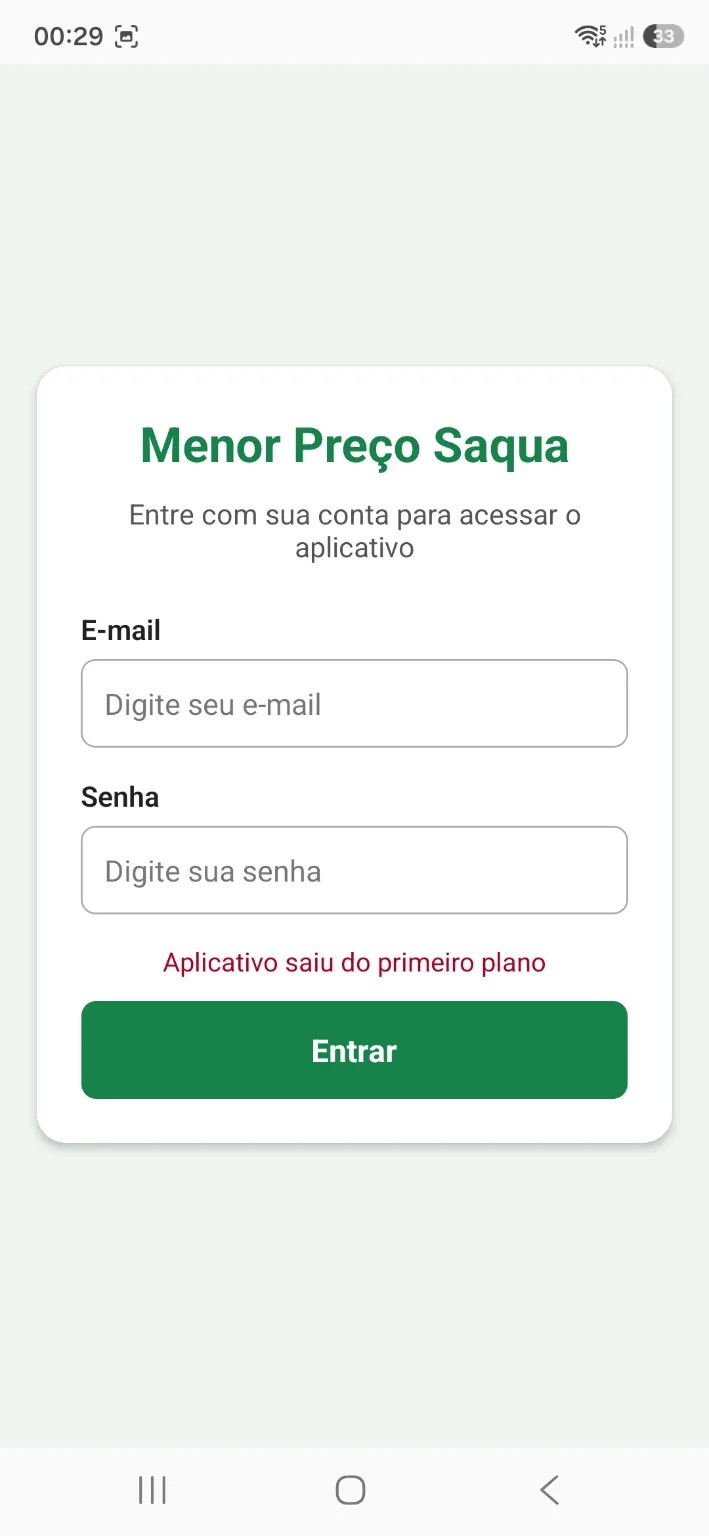 00:29
5
33
Menor Preço Saqua
Entre com sua conta para acessar o
aplicativo
E-mail
Digite seu e-mail
Senha
Digite sua senha
Aplicativo saiu do primeiro plano
Entrar